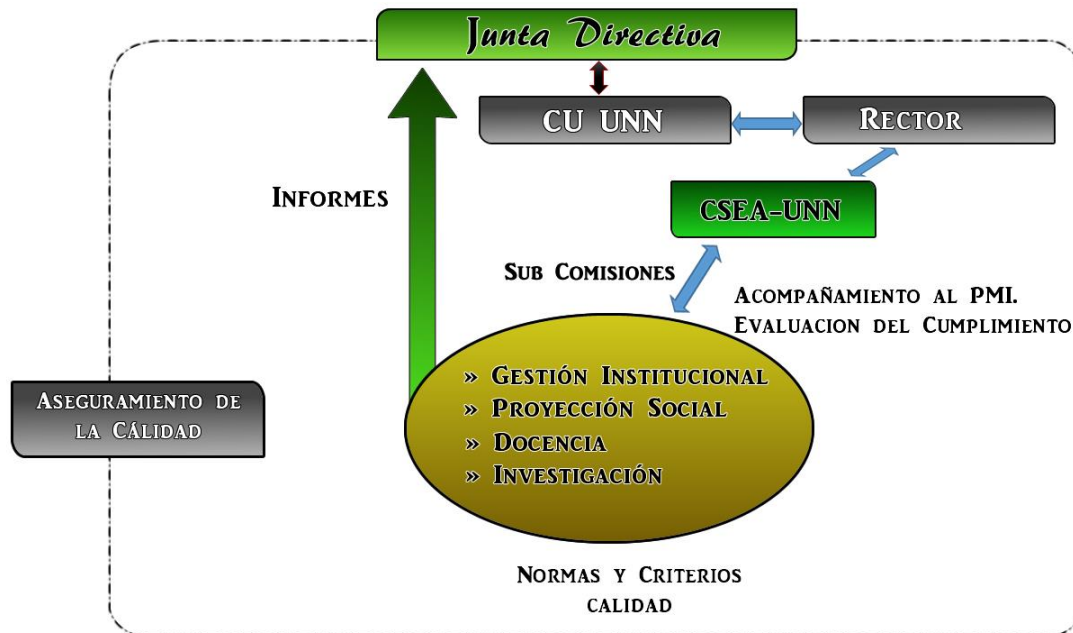 Junta Directiva
CU UNN
Rector
Informes
CSEA-UNN
Sub Comisiones
Acompañamiento al PMI.
Evaluacion del Cumplimiento
» Gestión Institucional
» Proyección Social
» Docencia
» Investigación
Aseguramiento de
la Cálidad
Normas y Criterios
calidad